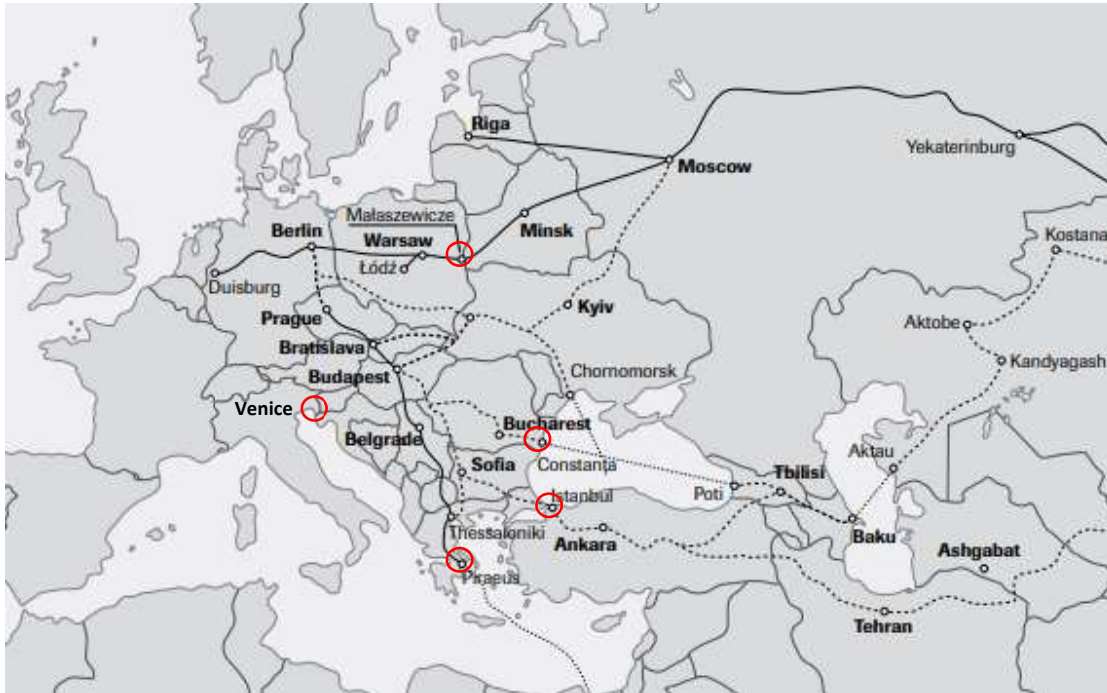 Riga
Moscow
Yekaterinburg
Małaszewicze
Minsk
Berlin
Warsaw
Łódź
Kostana
Duisburg
Kyiv
Prague
Aktobe
Bratislava
Kandyagash
Budapest
Chornomorsk
Venice
Bucharest
Belgrade
Aktau
Sofia
Constanța
Tbilisi
Istanbul
Poti
Thessaloniki
Ankara
Baku
Ashgabat
Piraeus
Tehran